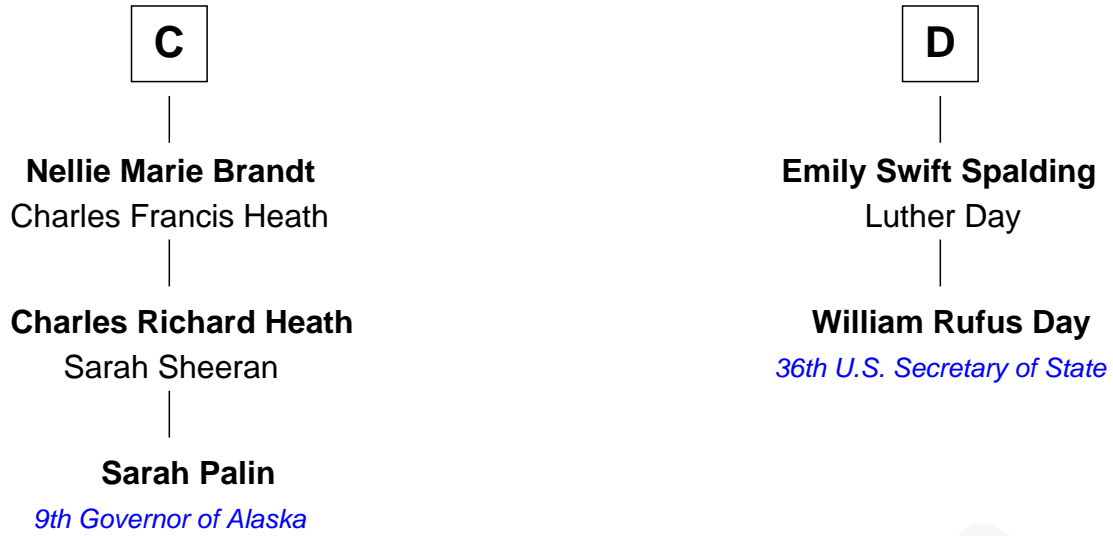 C
Nellie Marie Brandt
Charles Francis Heath
Charles Richard Heath
Sarah Sheeran
Sarah Palin
9th Governor of Alaska
D
Emily Swift Spalding
Luther Day
William Rufus Day
36th U.S. Secretary of State